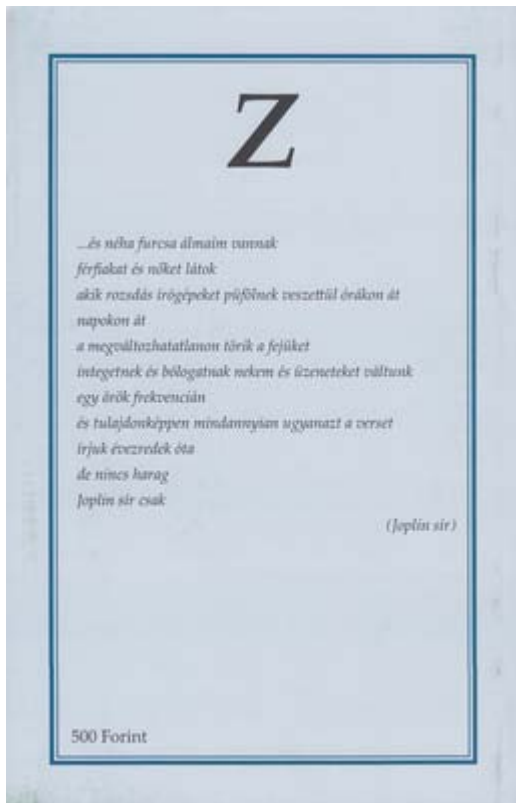 Z
...és néha furcsa álmaim vannak
férfiakat és nőket látok
akik rozsdás írógépeket püfölnek veszettül órákon át
napokon át
a megváltozhatatlanon törik a fejüket
integetnek és bólogatnak nekem és üzeneteket váltunk
egy örök frekvencián
és tulajdonképpen mindannyian ugyanazt a verset
írjuk évezredek óta
de nincs harag
Joplin sír csak
(Joplin sír)
500 Forint